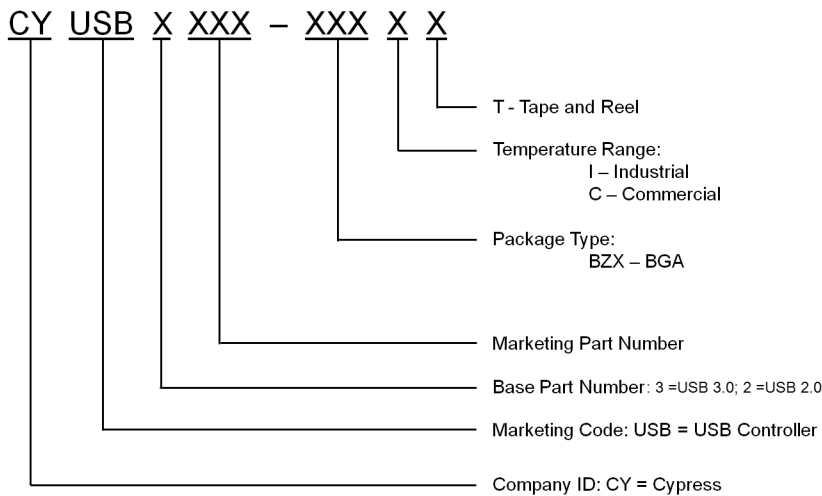 CY USB X XXX – XXX X X
T - Tape and Reel
Temperature Range:
I – Industrial
C – Commercial
Package Type:
BZX – BGA
Marketing Part Number
Base Part Number: 3 =USB 3.0; 2 =USB 2.0
Marketing Code: USB = USB Controller
Company ID: CY = Cypress